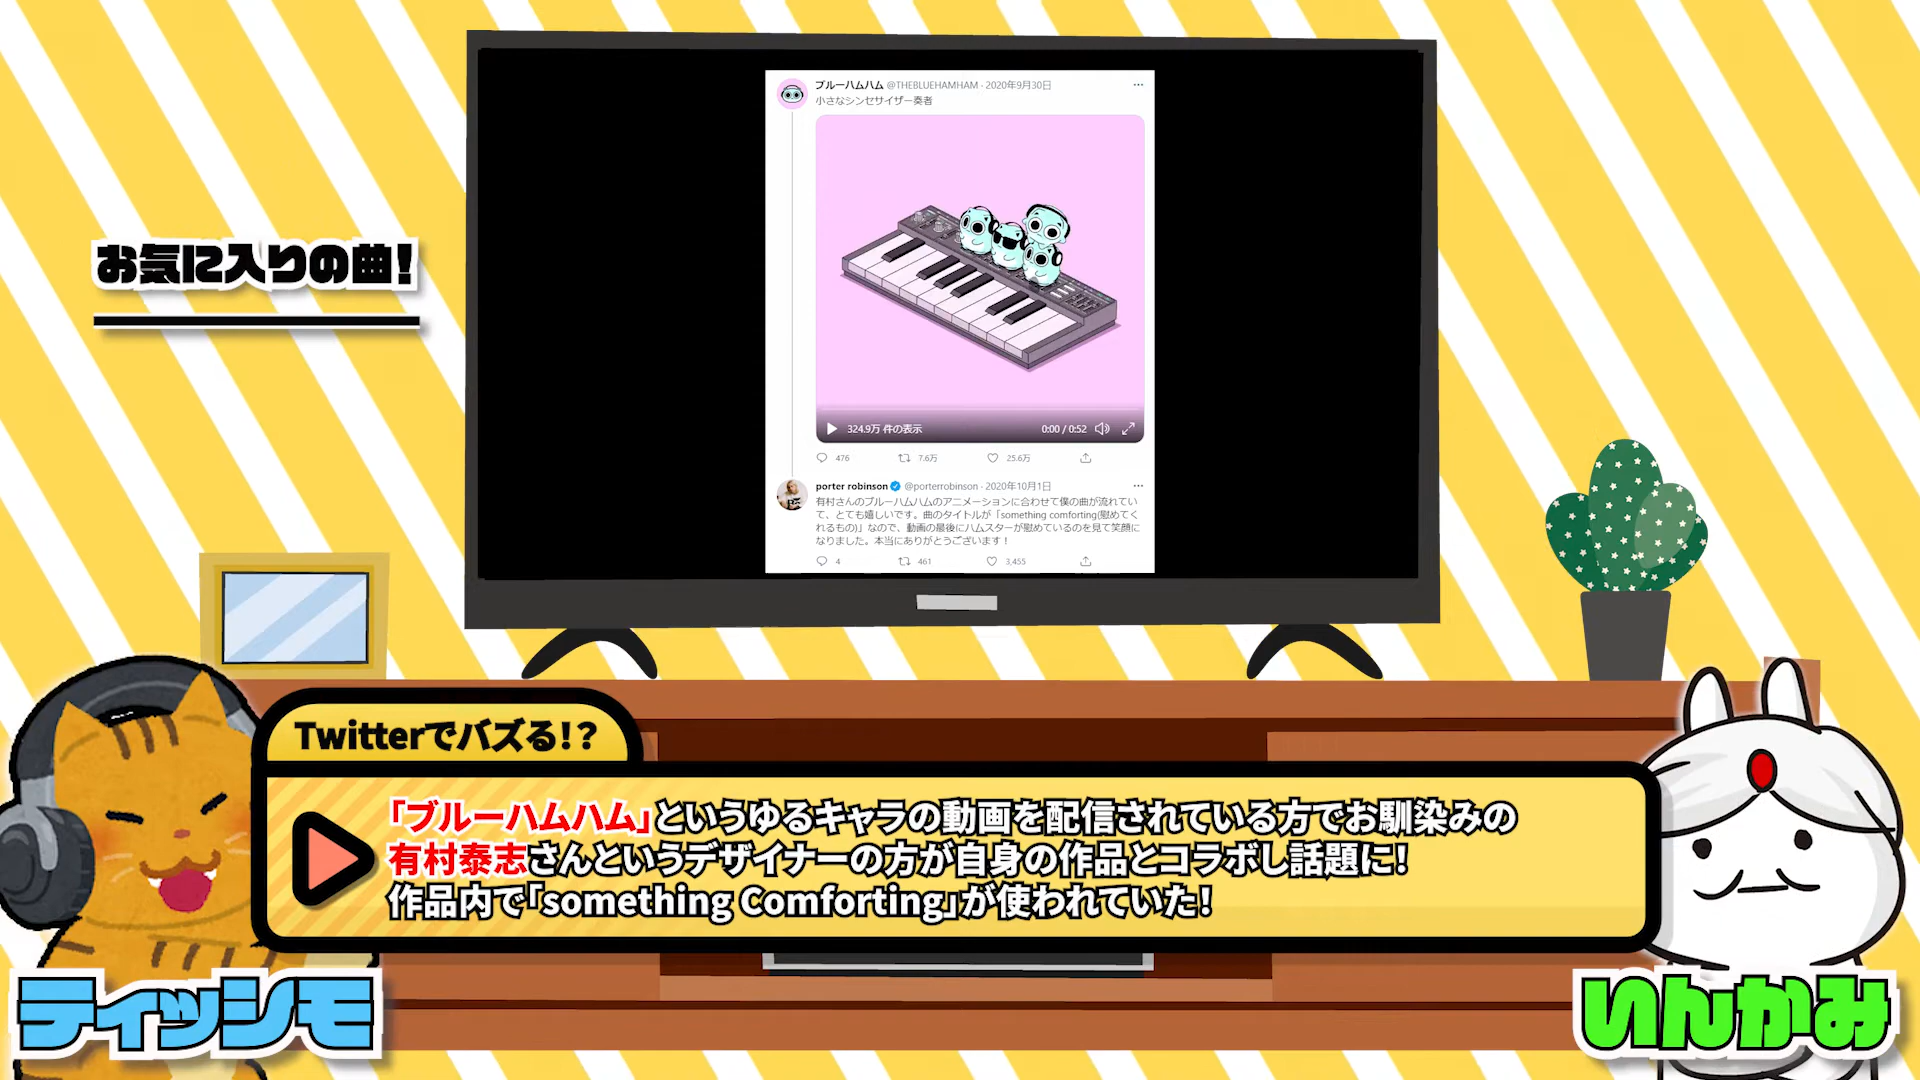 お気に入りの曲!
ブルーハムハム @THEBLUEHAMHAM · 2020年9月30日
小さなシンセサイザー奏者
324.9万 件の表示
0:00 / 0:52
476
7.6万
25.6万
porter robinson @porterrobinson · 2020年10月1日
有村さんのブルーハムハムのアニメーションに合わせて僕の曲が流れてい
て、とても嬉しいです。曲のタイトルが「something comforting(慰めてく
れるもの)」なので、動画の最後にハムスターが慰めているのを見て笑顔に
なりました。本当にありがとうございます！
4
461
3,455
Twitterでバズる!?
「ブルーハムハム」というゆるキャラの動画を配信されている方でお馴染みの
有村泰志さんというデザイナーの方が自身の作品とコラボし話題に!
作品内で「something Comforting」が使われていた!
ティッシモ
いんかみ